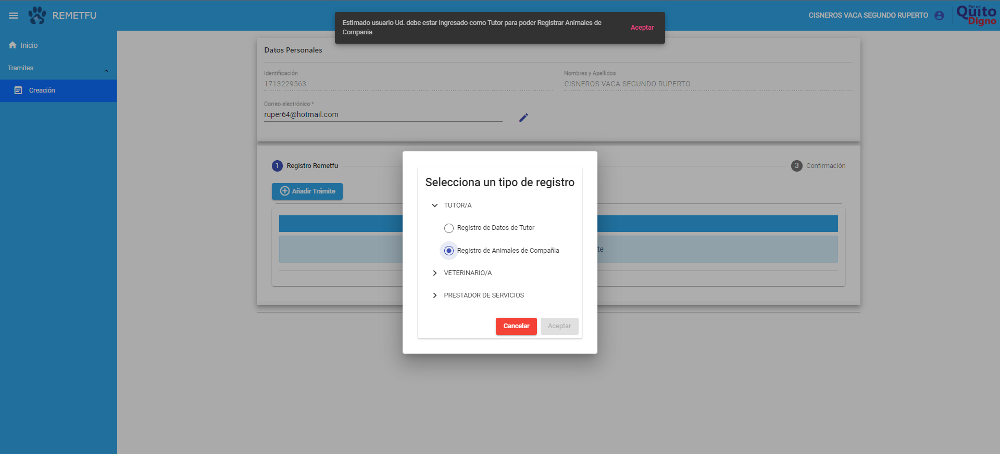 REMETFU
Estimado usuario Ud. debe estar ingresado como Tutor para poder Registrar Animales de
Compania
Aceptar
CISNEROS VACA SEGUNDO RUPERTO
Por un
Quito
Digno
Inicio
Tramites
Creación
Datos Personales
Identificación
1713229563
Nombres y Apellidos
CISNEROS VACA SEGUNDO RUPERTO
Correo electrónico *
ruper64@hotmail.com
1 Registro Remetfu
3 Confirmación
Añadir Trámite
te
Selecciona un tipo de registro
TUTOR/A
Registro de Datos de Tutor
Registro de Animales de Compañia
VETERINARIO/A
PRESTADOR DE SERVICIOS
Cancelar
Aceptar